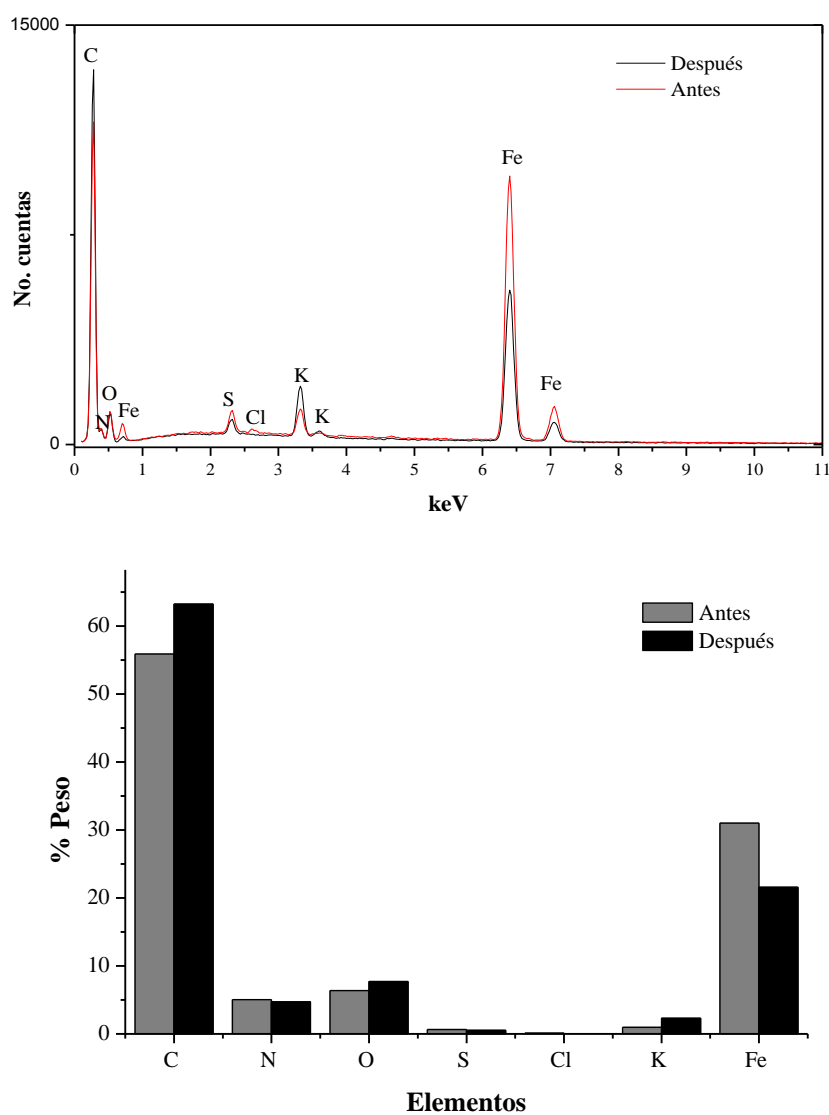 15000
C
Después
Antes
Fe
No. cuentas
O
N
Fe
S
Cl
K
K
Fe
0
0 1 2 3 4 5 6 7 8 9 10 11
keV
Antes
Después
60
50
40
30
20
10
0
% Peso
C N O S Cl K Fe
Elementos